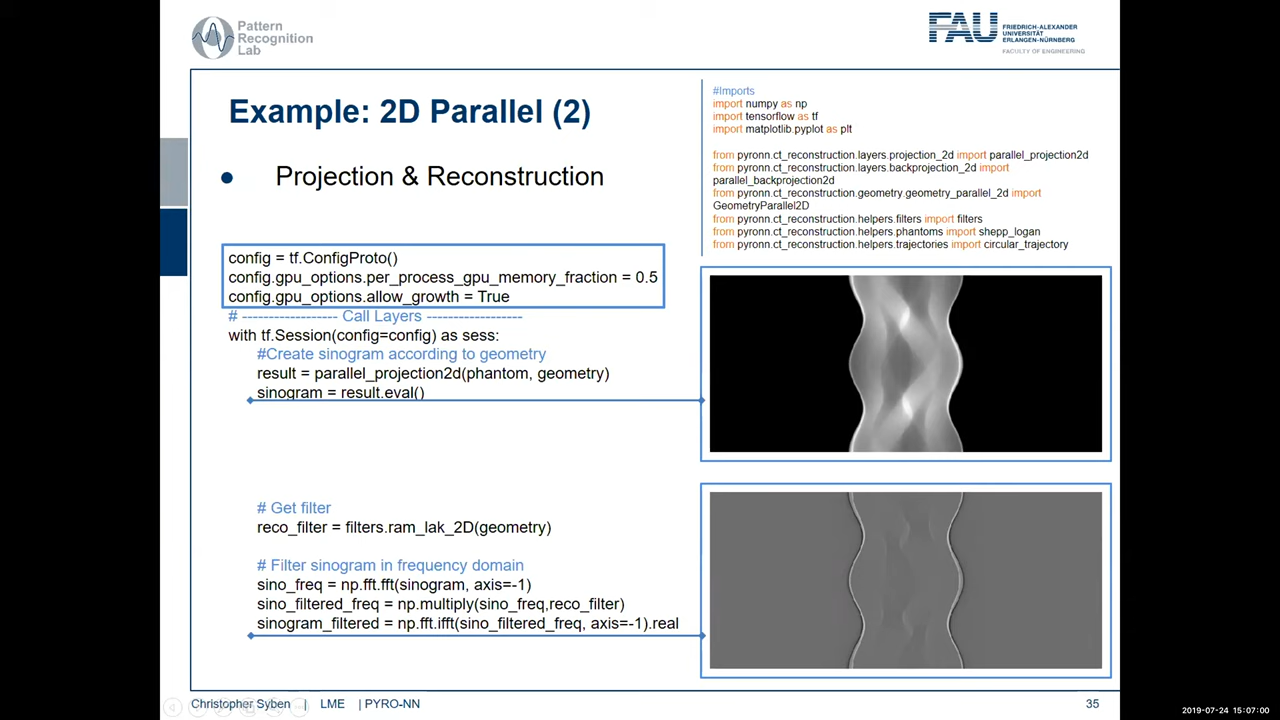 Pattern
Recognition
Lab
FAU
FRIEDRICH-ALEXANDER
UNIVERSITÄT
ERLANGEN-NÜRNBERG
FACULTY OF ENGINEERING
Example: 2D Parallel (2)
Projection & Reconstruction
config = tf.ConfigProto()
config.gpu_options.per_process_gpu_memory_fraction = 0.5
config.gpu_options.allow_growth = True
# ------------------ Call Layers ------------------
with tf.Session(config=config) as sess:
#Create sinogram according to geometry
result = parallel_projection2d(phantom, geometry)
sinogram = result.eval()
# Get filter
reco_filter = filters.ram_lak_2D(geometry)
# Filter sinogram in frequency domain
sino_freq = np.fft.fft(sinogram, axis=-1)
sino_filtered_freq = np.multiply(sino_freq,reco_filter)
sinogram_filtered = np.fft.ifft(sino_filtered_freq, axis=-1).real
#Imports
import numpy as np
import tensorflow as tf
import matplotlib.pyplot as plt
from pyronn.ct_reconstruction.layers.projection_2d import parallel_projection2d
from pyronn.ct_reconstruction.layers.backprojection_2d import
parallel_backprojection2d
from pyronn.ct_reconstruction.geometry.geometry_parallel_2d import
GeometryParallel2D
from pyronn.ct_reconstruction.helpers.filters import filters
from pyronn.ct_reconstruction.helpers.phantoms import shepp_logan
from pyronn.ct_reconstruction.helpers.trajectories import circular_trajectory
Christopher Syben | LME | PYRO-NN
35
2019-07-24 15:07:00